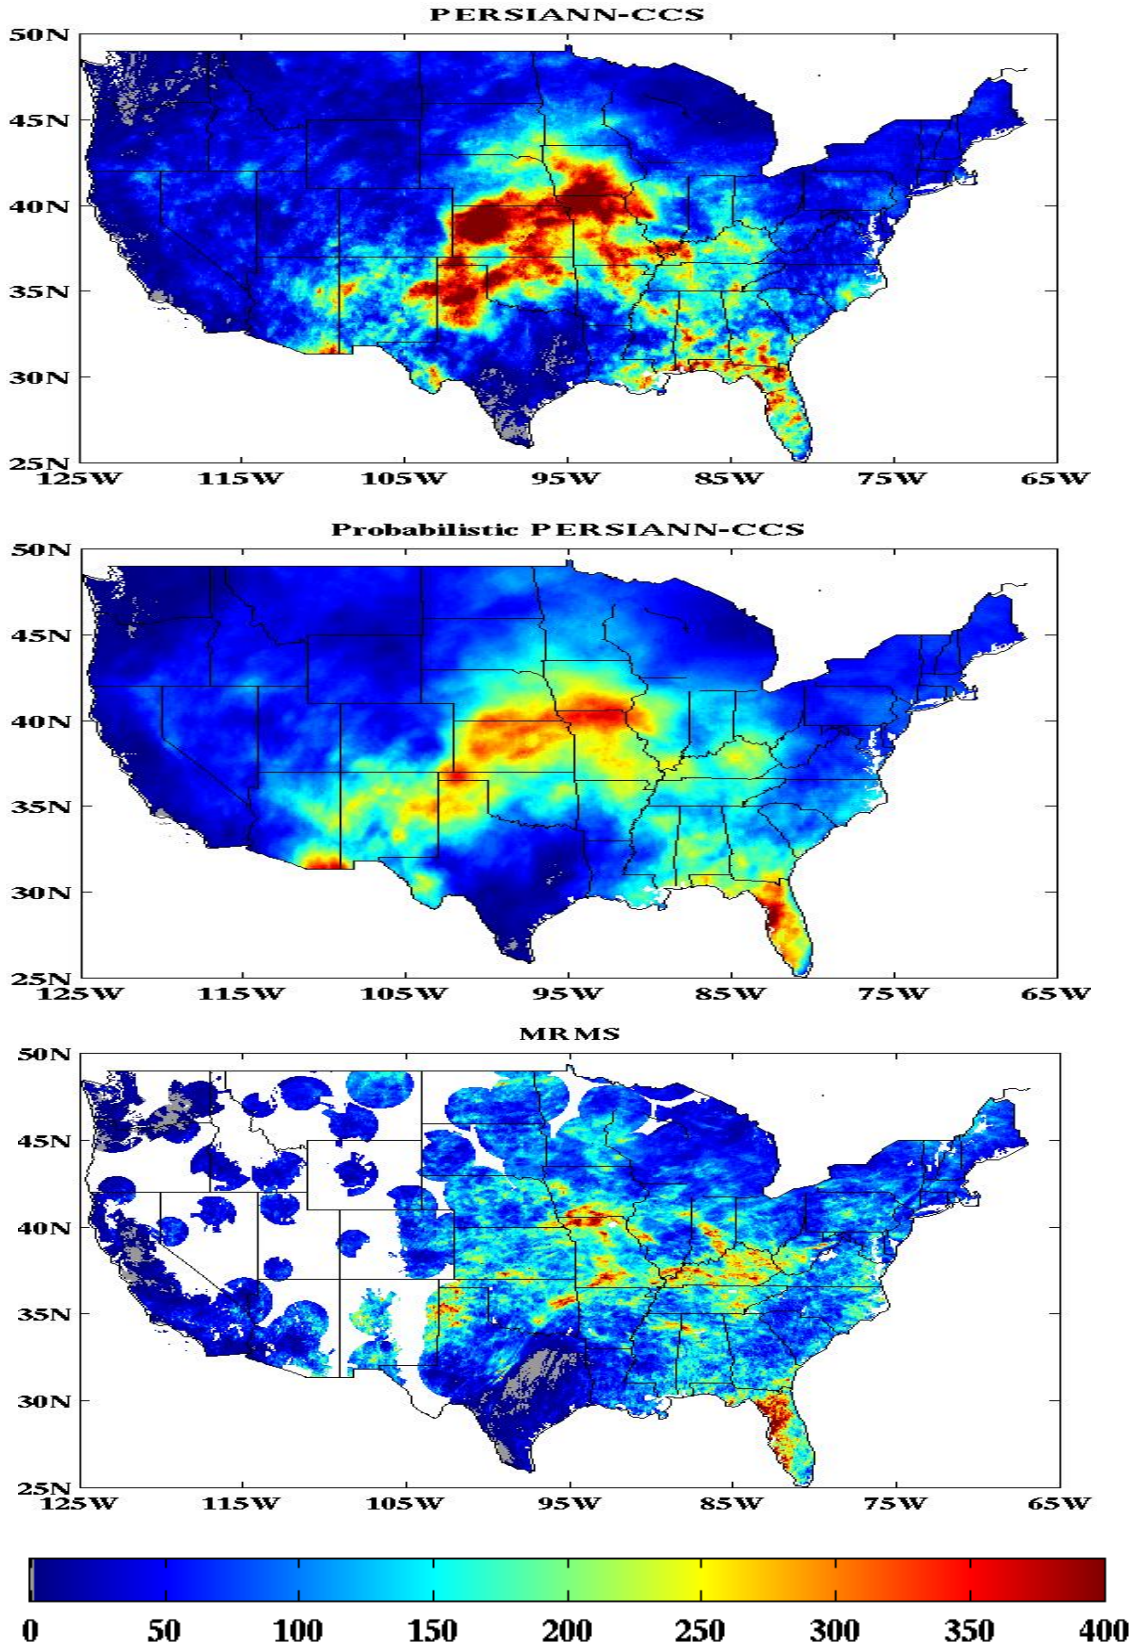 PERSIANN-CCS
50N
45N
40N
35N
30N
25N
125W 115W 105W 95W 85W 75W 65W
Probabilistic PERSIANN-CCS
50N
45N
40N
35N
30N
25N
125W 115W 105W 95W 85W 75W 65W
MRMS
50N
45N
40N
35N
30N
25N
125W 115W 105W 95W 85W 75W 65W
0 50 100 150 200 250 300 350 400